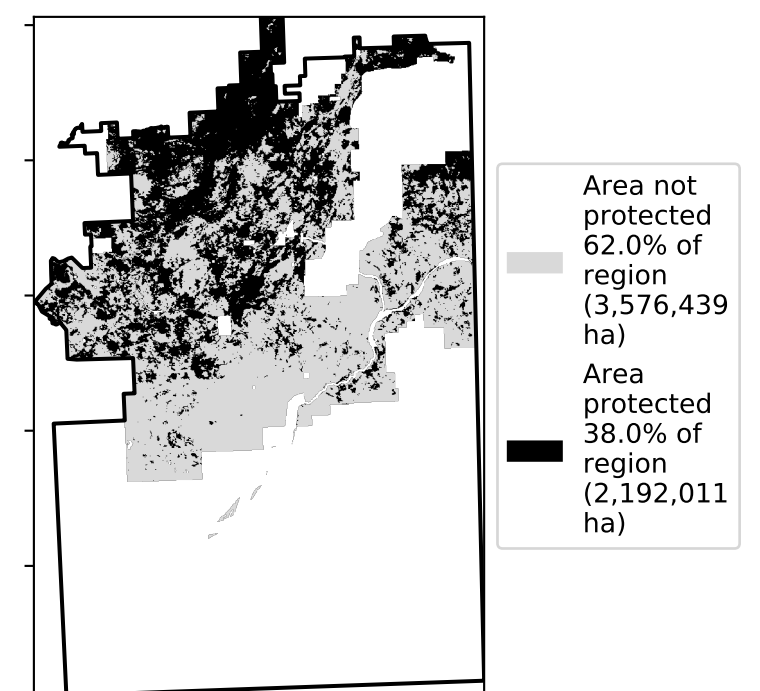 Area not
protected
62.0% of
region
(3,576,439
ha)
Area
protected
38.0% of
region
(2,192,011
ha)